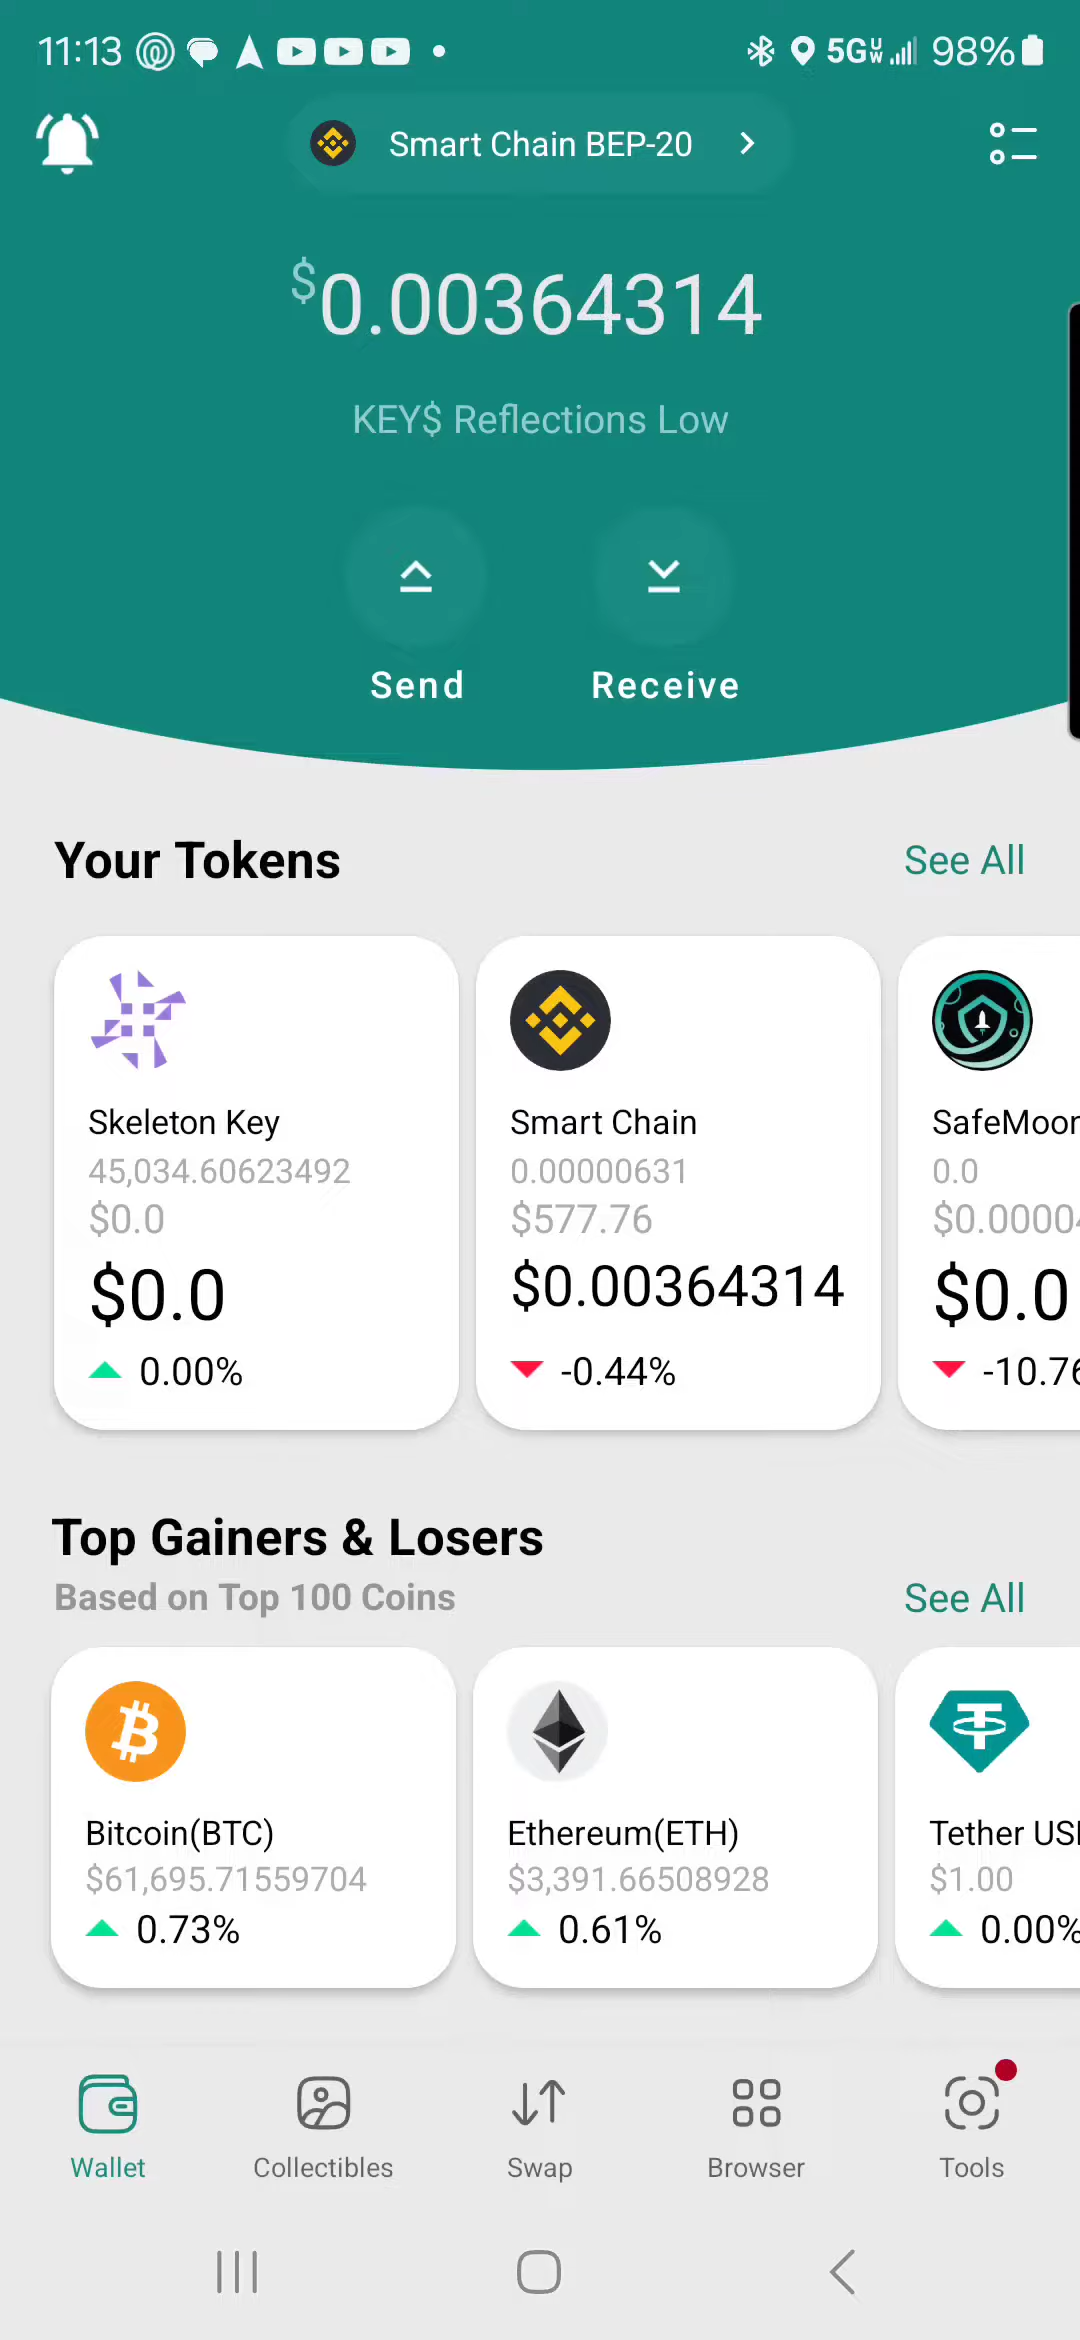 11:13
5G UW 98%
Smart Chain BEP-20
$0.00364314
KEY$ Reflections Low
Send Receive
Your Tokens See All
Skeleton Key
45,034.60623492
$0.0
$0.0
0.00%
Smart Chain
0.00000631
$577.76
$0.00364314
-0.44%
SafeMoon
0.0
$0.0000
$0.0
-10.76
Top Gainers & Losers
Based on Top 100 Coins See All
Bitcoin(BTC)
$61,695.71559704
0.73%
Ethereum(ETH)
$3,391.66508928
0.61%
Tether US
$1.00
0.00%
Wallet Collectibles Swap Browser Tools